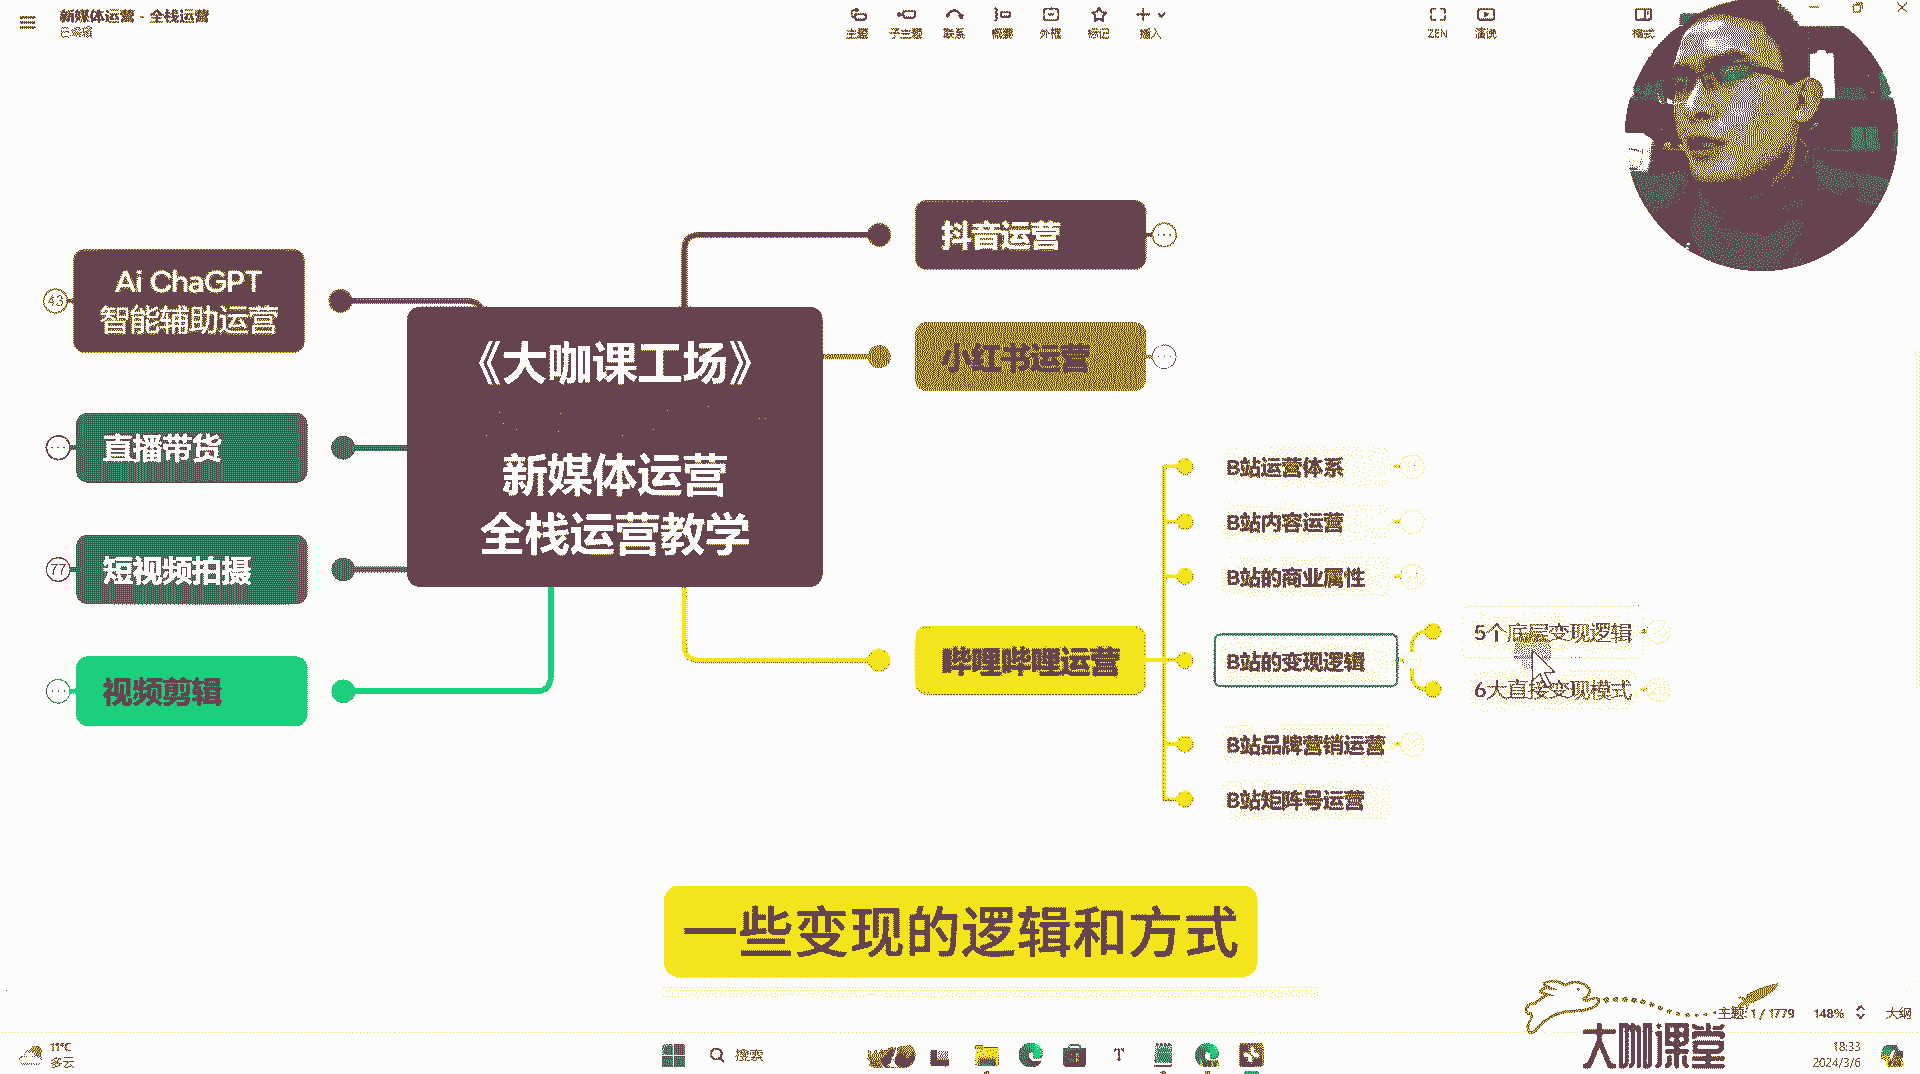 新媒体运营 - 全栈运营
已编辑
主题
子主题
联系
概要
外框
标记
插入
ZEN
演说
格式
抖音运营
Ai ChaGPT
智能辅助运营
43
小红书运营
《大咖课工场》
新媒体运营
全栈运营教学
直播带货
短视频拍摄
77
视频剪辑
哔哩哔哩运营
B站运营体系
B站内容运营
B站的商业属性
B站的变现逻辑
5个底层变现逻辑
6大直接变现模式
B站品牌营销运营
B站矩阵号运营
一些变现的逻辑和方式
主题: 1 / 1779
148%
大纲
大咖课堂
11°C
多云
搜索
18:33
2024/3/6